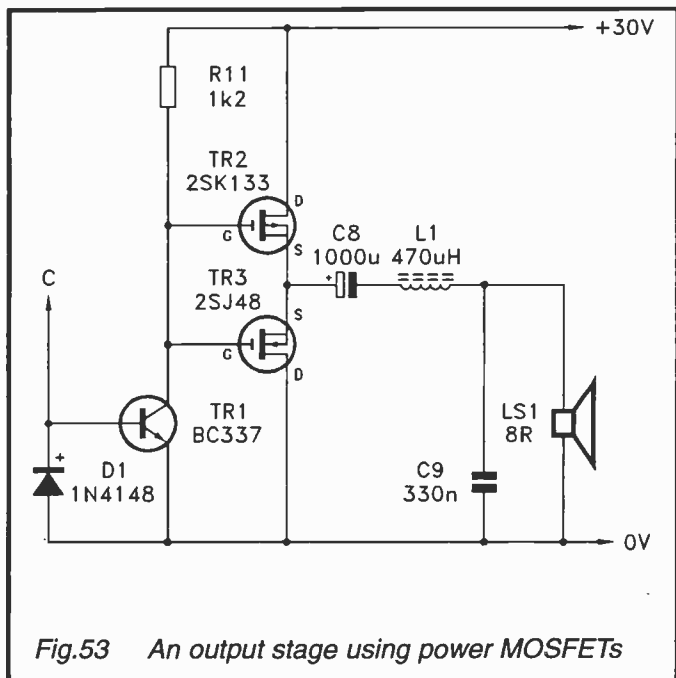 +30V
R11
1k2
TR2
2SK133
D
G
S
C8
1000u
+
L1
470uH
TR3
2SJ48
S
G
D
C
TR1
BC337
+
D1
1N4148
LS1
8R
C9
330n
0V
Fig.53 An output stage using power MOSFETs